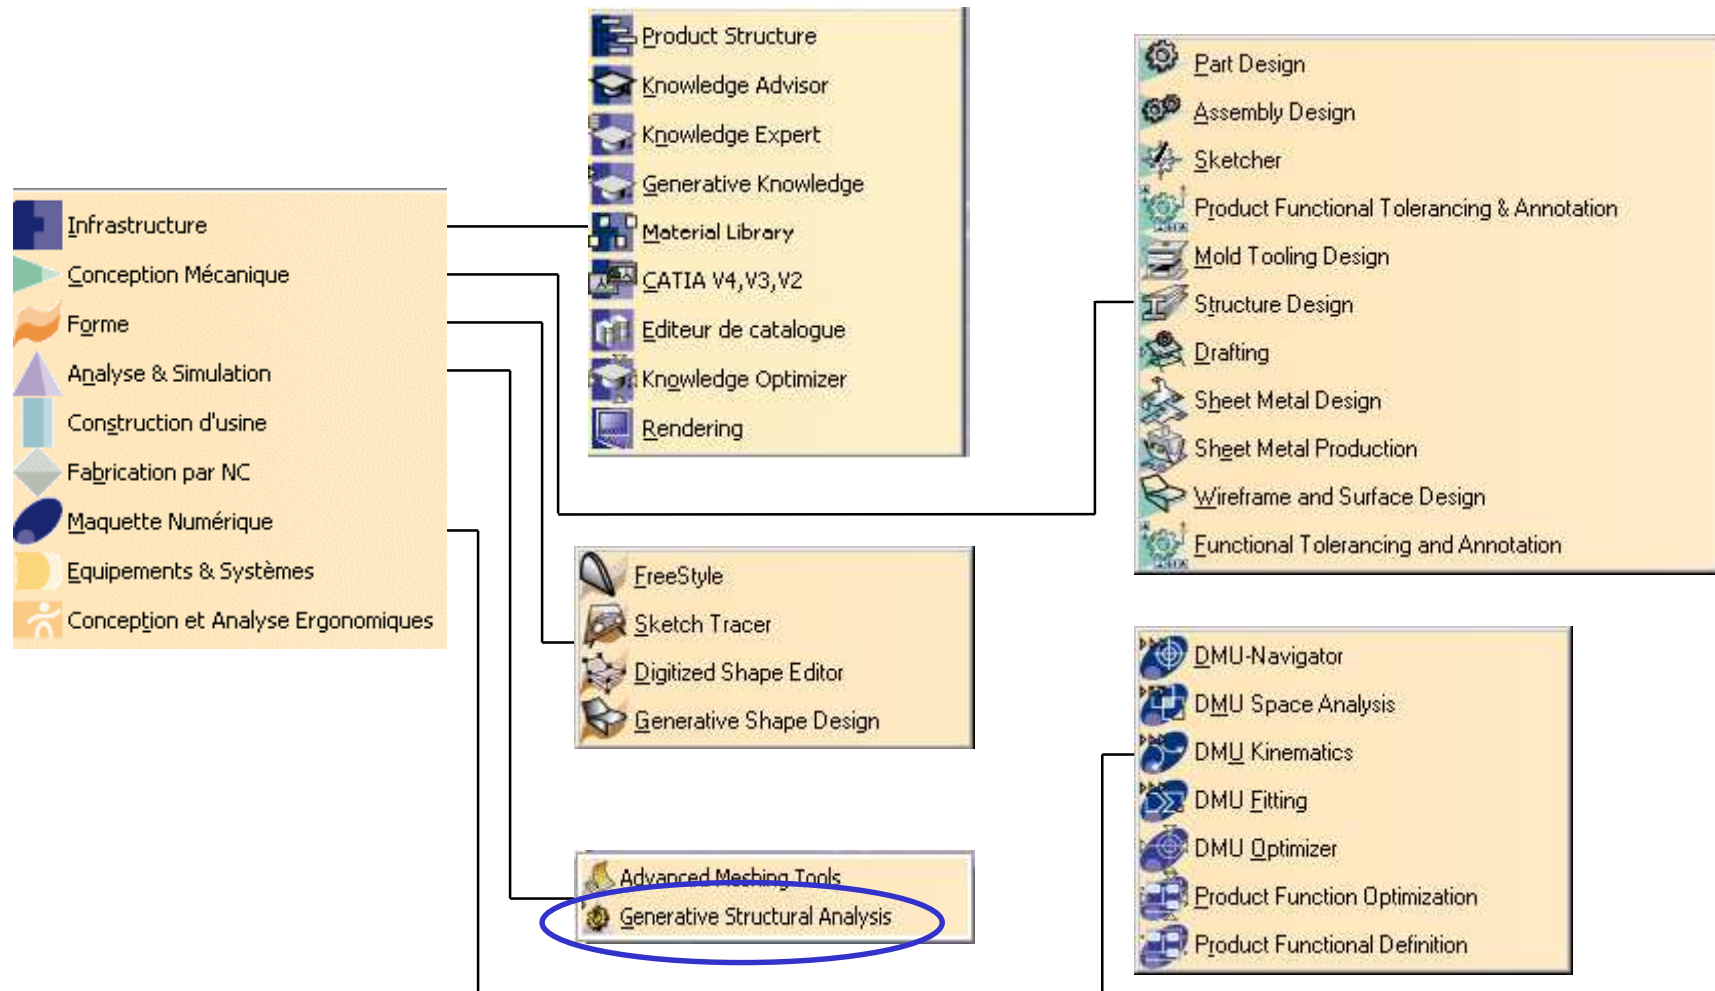 Infrastructure
Conception Mécanique
Forme
Analyse & Simulation
Construction d'usine
Fabrication par NC
Maquette Numérique
Equipements & Systèmes
Conception et Analyse Ergonomiques
Product Structure
Knowledge Advisor
Knowledge Expert
Generative Knowledge
Material Library
CATIA V4,V3,V2
Editeur de catalogue
Knowledge Optimizer
Rendering
FreeStyle
Sketch Tracer
Digitized Shape Editor
Generative Shape Design
Advanced Meshing Tools
Generative Structural Analysis
Part Design
Assembly Design
Sketcher
Product Functional Tolerancing & Annotation
Mold Tooling Design
Structure Design
Drafting
Sheet Metal Design
Sheet Metal Production
Wireframe and Surface Design
Functional Tolerancing and Annotation
DMU-Navigator
DMU Space Analysis
DMU Kinematics
DMU Fitting
DMU Optimizer
Product Function Optimization
Product Functional Definition